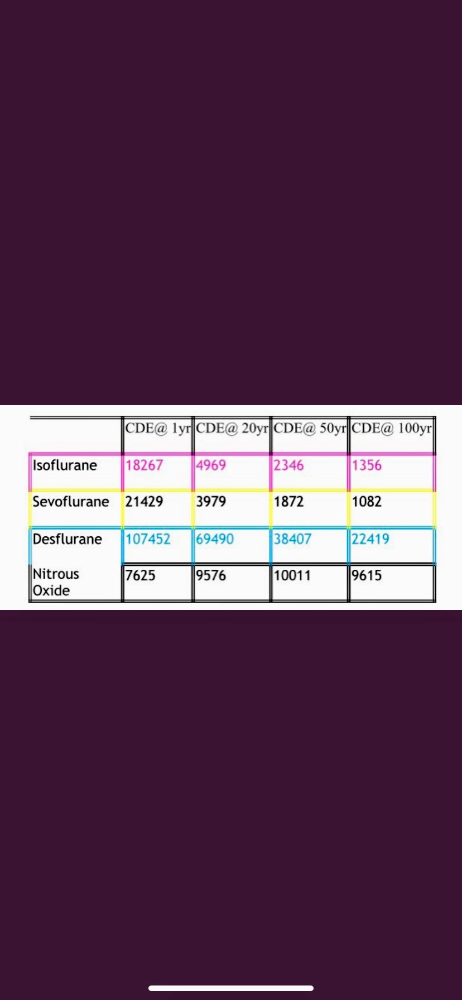 CDE@ 1yr CDE@ 20yr CDE@ 50yr CDE@ 100yr
Isoflurane 18267 4969 2346 1356
Sevoflurane 21429 3979 1872 1082
Desflurane 107452 69490 38407 22419
Nitrous 7625 9576 10011 9615
Oxide